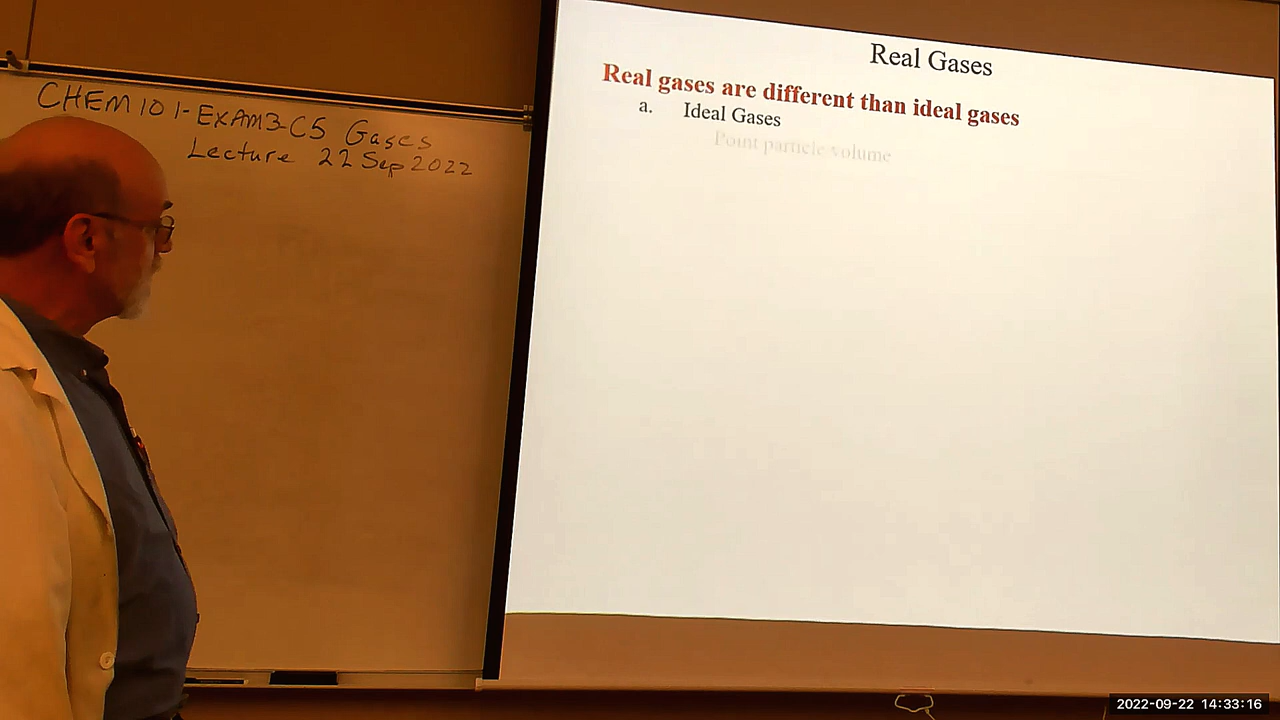 CHEM 101-EXAM3-C5 Gases
Lecture 22 Sep 2022
Real Gases
Real gases are different than ideal gases
a. Ideal Gases
Point particle volume
2022-09-22 14:33:16